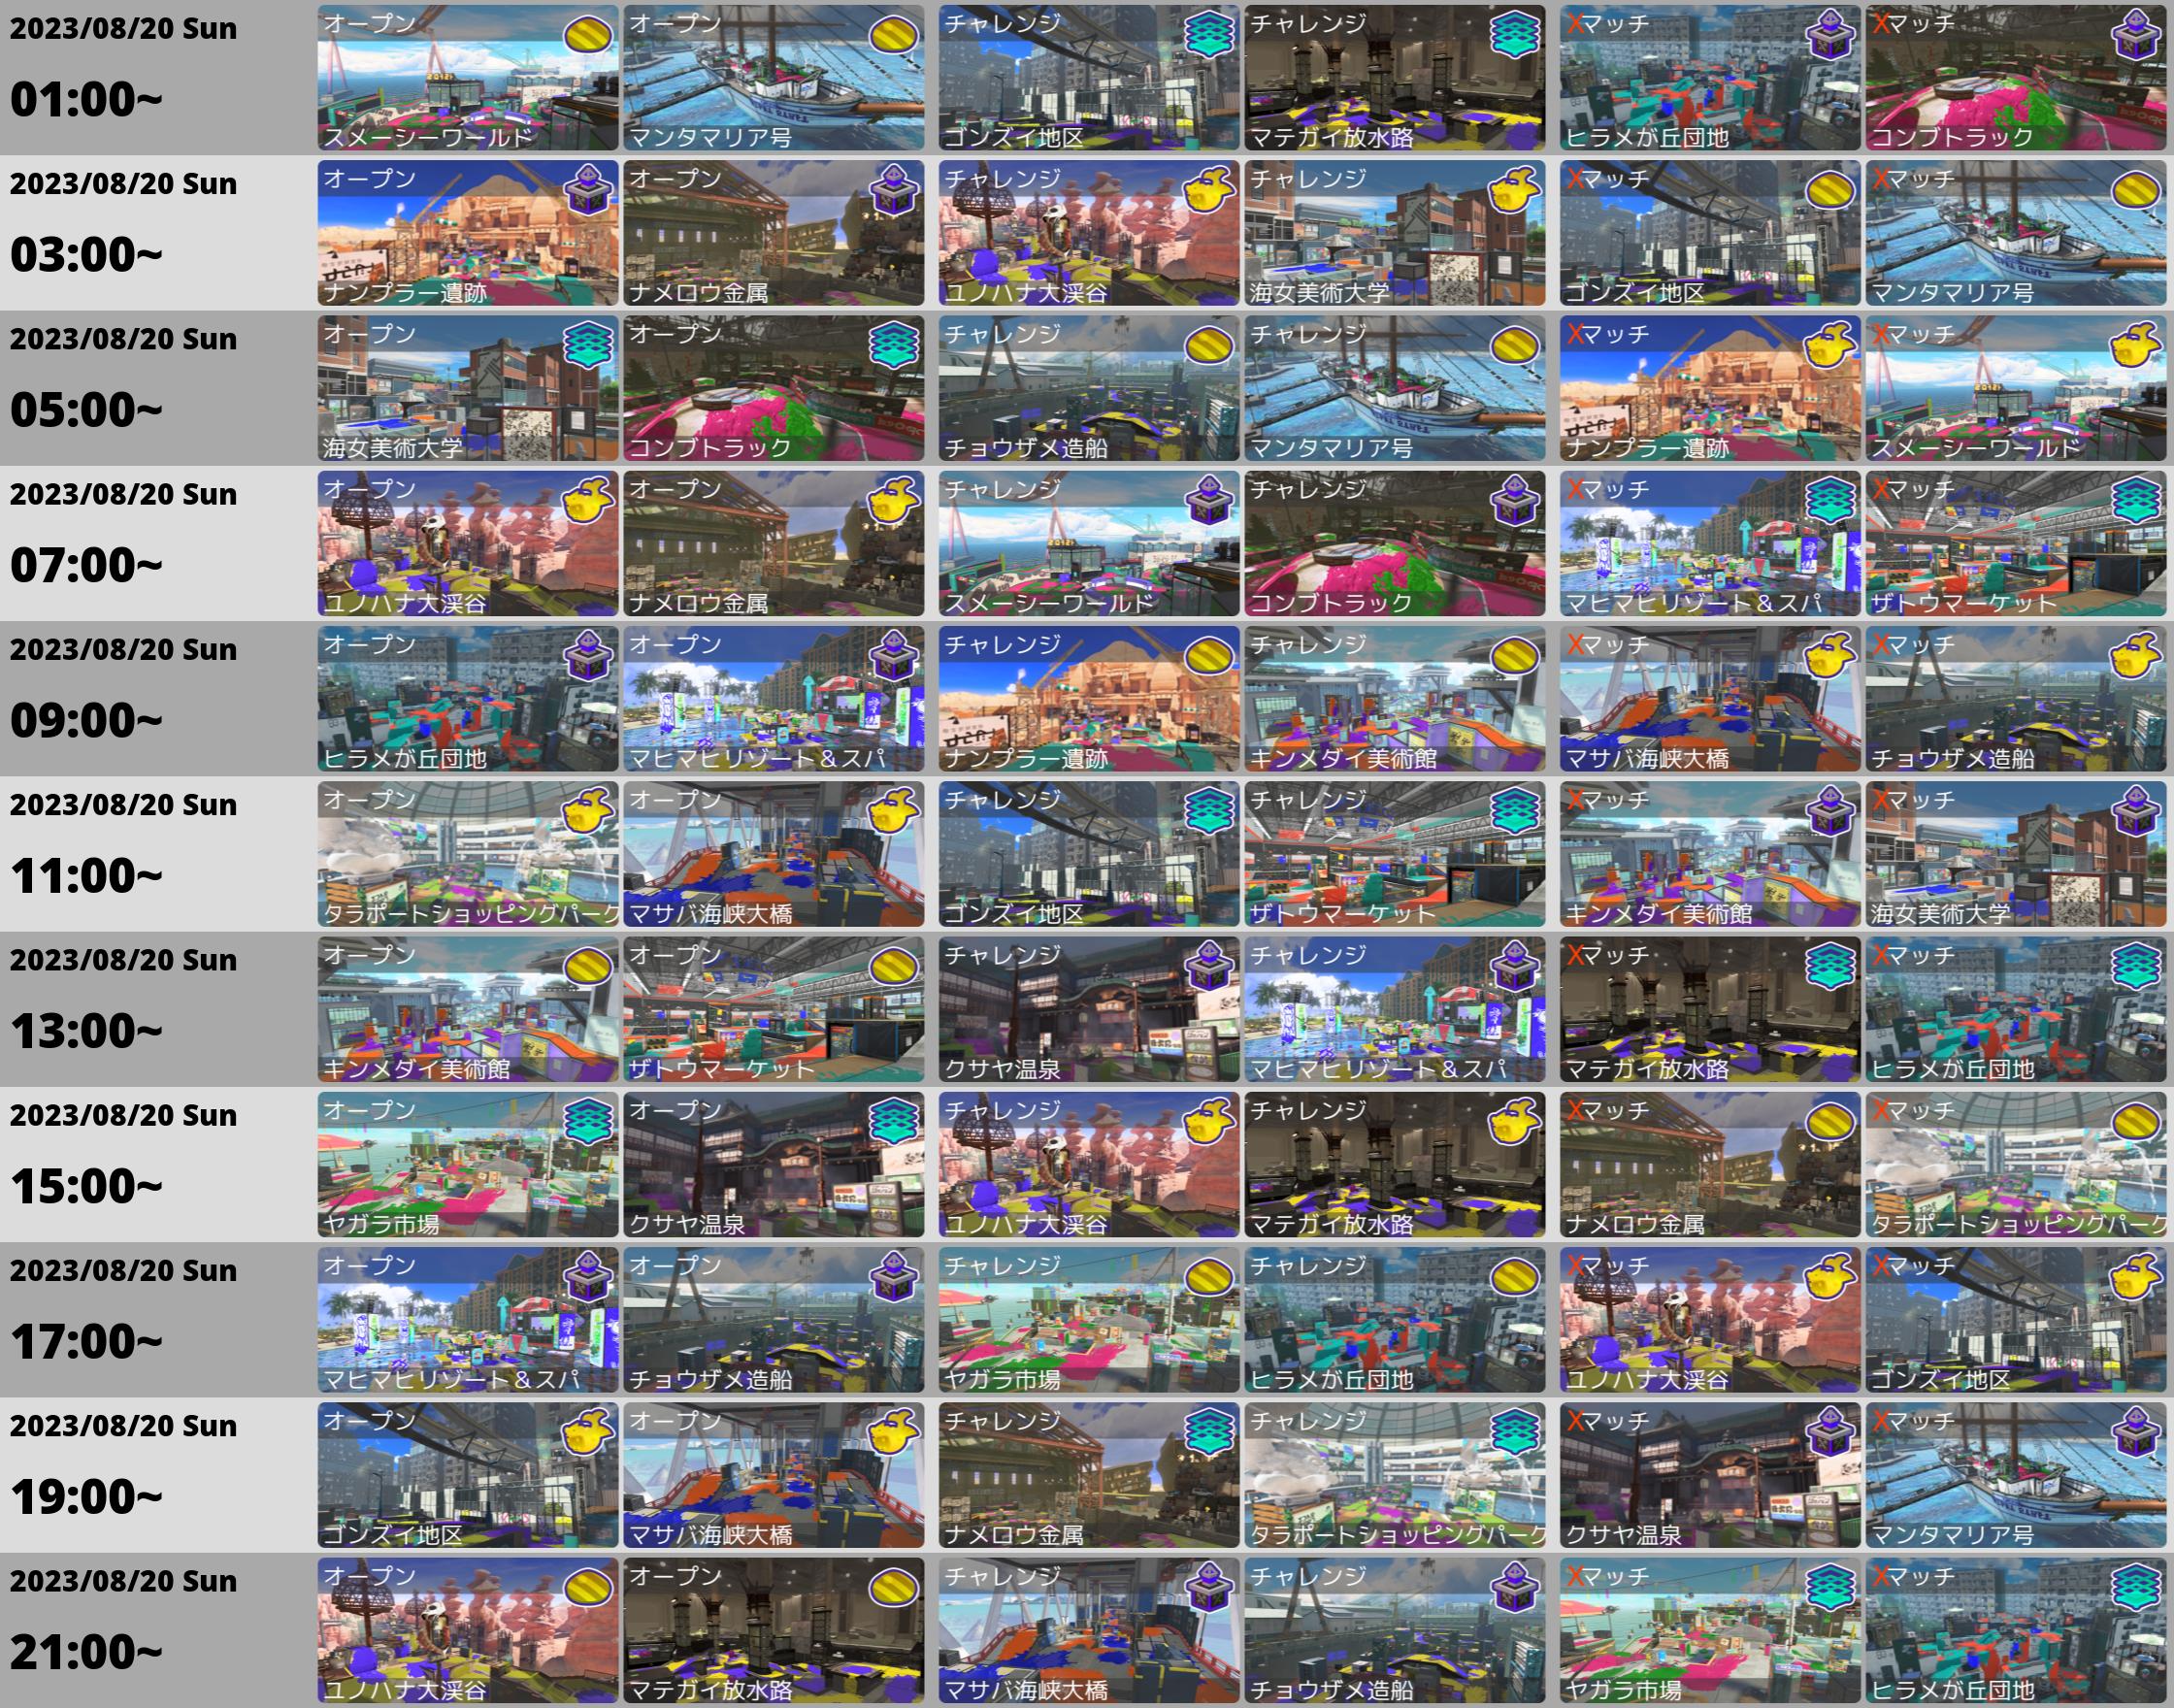 2023/08/20 Sun
01:00~
オープン オープン チャレンジ チャレンジ Xマッチ Xマッチ
スメーシーワールド マンタマリア号 ゴンズイ地区 マテガイ放水路 ヒラメが丘団地 コンブトラック
2023/08/20 Sun
03:00~
オープン オープン チャレンジ チャレンジ Xマッチ Xマッチ
ナンプラー遺跡 ナメロウ金属 ユノハナ大渓谷 海女美術大学 ゴンズイ地区 マンタマリア号
2023/08/20 Sun
05:00~
オープン オープン チャレンジ チャレンジ Xマッチ Xマッチ
海女美術大学 コンブトラック チョウザメ造船 マンタマリア号 ナンプラー遺跡 スメーシーワールド
2023/08/20 Sun
07:00~
オープン オープン チャレンジ チャレンジ Xマッチ Xマッチ
ユノハナ大渓谷 ナメロウ金属 スメーシーワールド コンブトラック マヒマヒリゾート＆スパ ザトウマーケット
2023/08/20 Sun
09:00~
オープン オープン チャレンジ チャレンジ Xマッチ Xマッチ
ヒラメが丘団地 マヒマヒリゾート＆スパ ナンプラー遺跡 キンメダイ美術館 マサバ海峡大橋 チョウザメ造船
2023/08/20 Sun
11:00~
オープン オープン チャレンジ チャレンジ Xマッチ Xマッチ
タラポートショッピングパーク マサバ海峡大橋 ゴンズイ地区 ザトウマーケット キンメダイ美術館 海女美術大学
2023/08/20 Sun
13:00~
オープン オープン チャレンジ チャレンジ Xマッチ Xマッチ
キンメダイ美術館 ザトウマーケット クサヤ温泉 マヒマヒリゾート＆スパ マテガイ放水路 ヒラメが丘団地
2023/08/20 Sun
15:00~
オープン オープン チャレンジ チャレンジ Xマッチ Xマッチ
ヤガラ市場 クサヤ温泉 ユノハナ大渓谷 マテガイ放水路 ナメロウ金属 タラポートショッピングパーク
2023/08/20 Sun
17:00~
オープン オープン チャレンジ チャレンジ Xマッチ Xマッチ
マヒマヒリゾート＆スパ チョウザメ造船 ヤガラ市場 ヒラメが丘団地 ユノハナ大渓谷 ゴンズイ地区
2023/08/20 Sun
19:00~
オープン オープン チャレンジ チャレンジ Xマッチ Xマッチ
ゴンズイ地区 マサバ海峡大橋 ナメロウ金属 タラポートショッピングパーク クサヤ温泉 マンタマリア号
2023/08/20 Sun
21:00~
オープン オープン チャレンジ チャレンジ Xマッチ Xマッチ
ユノハナ大渓谷 マテガイ放水路 マサバ海峡大橋 チョウザメ造船 ヤガラ市場 ヒラメが丘団地